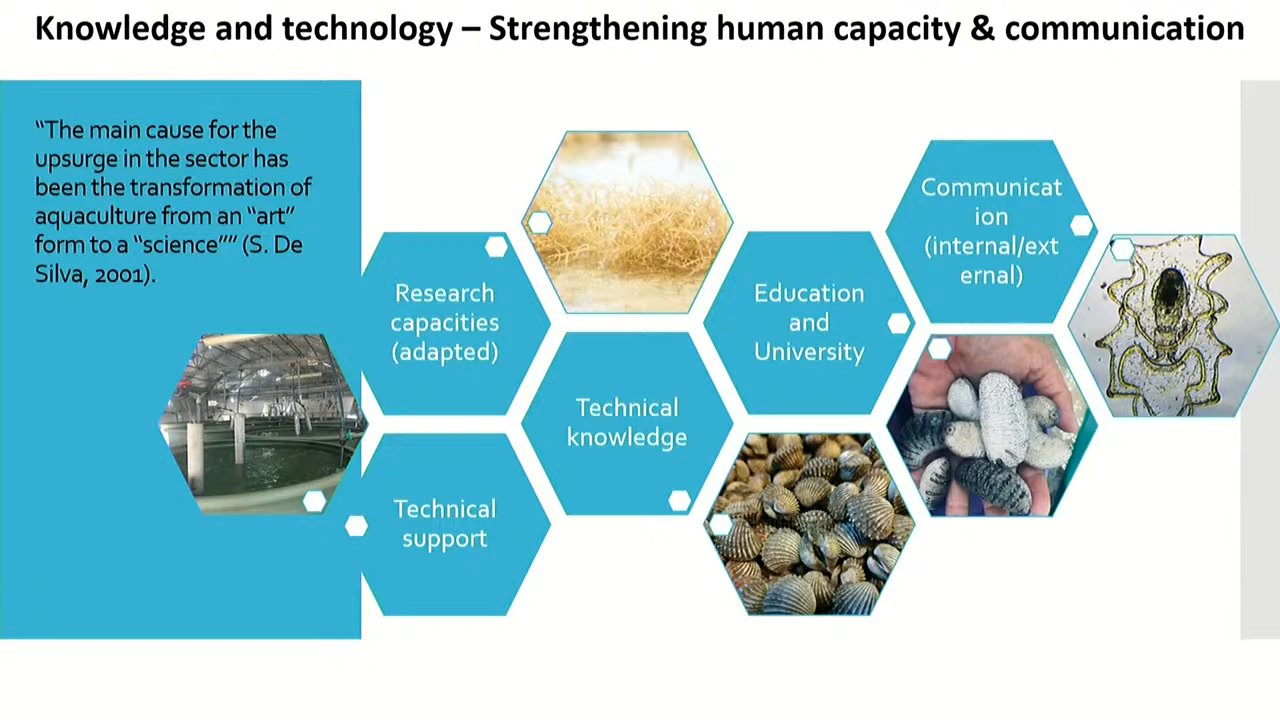 Knowledge and technology – Strengthening human capacity & communication
“The main cause for the
upsurge in the sector has
been the transformation of
aquaculture from an “art”
form to a “science”” (S. De
Silva, 2001).
Research
capacities
(adapted)
Technical
support
Technical
knowledge
Education
and
University
Communicat
ion
(internal/ext
ernal)